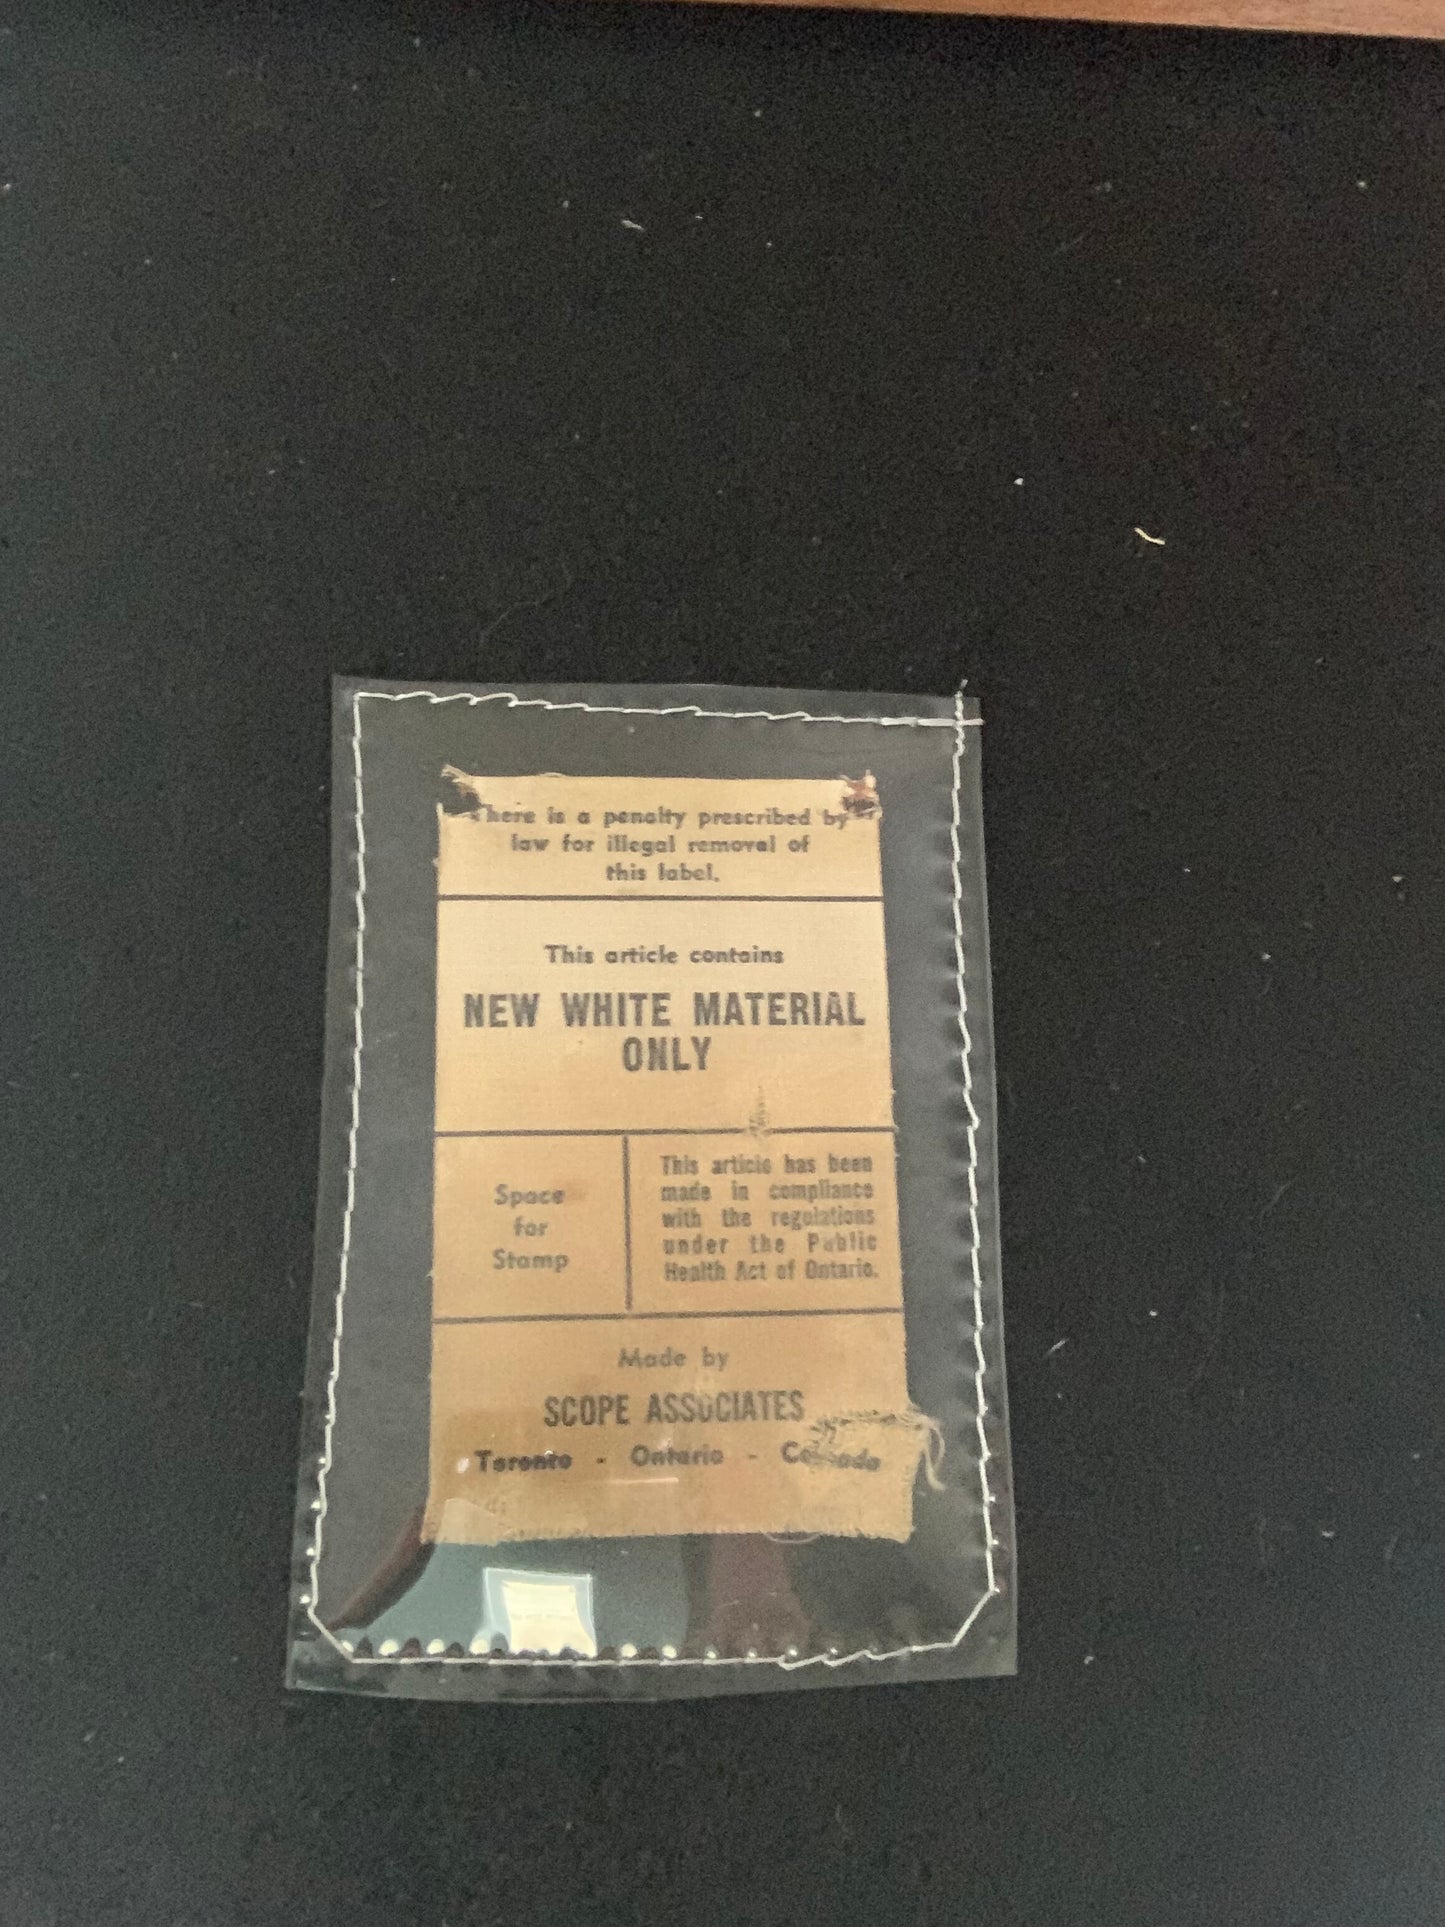 There is a penalty prescribed by
law for illegal removal of
this label.
This article contains
NEW WHITE MATERIAL
ONLY
Space
for
Stamp
This article has been
made in compliance
with the regulations
under the Public
Health Act of Ontario.
Made by
SCOPE ASSOCIATES
Toronto - Ontario - Canada